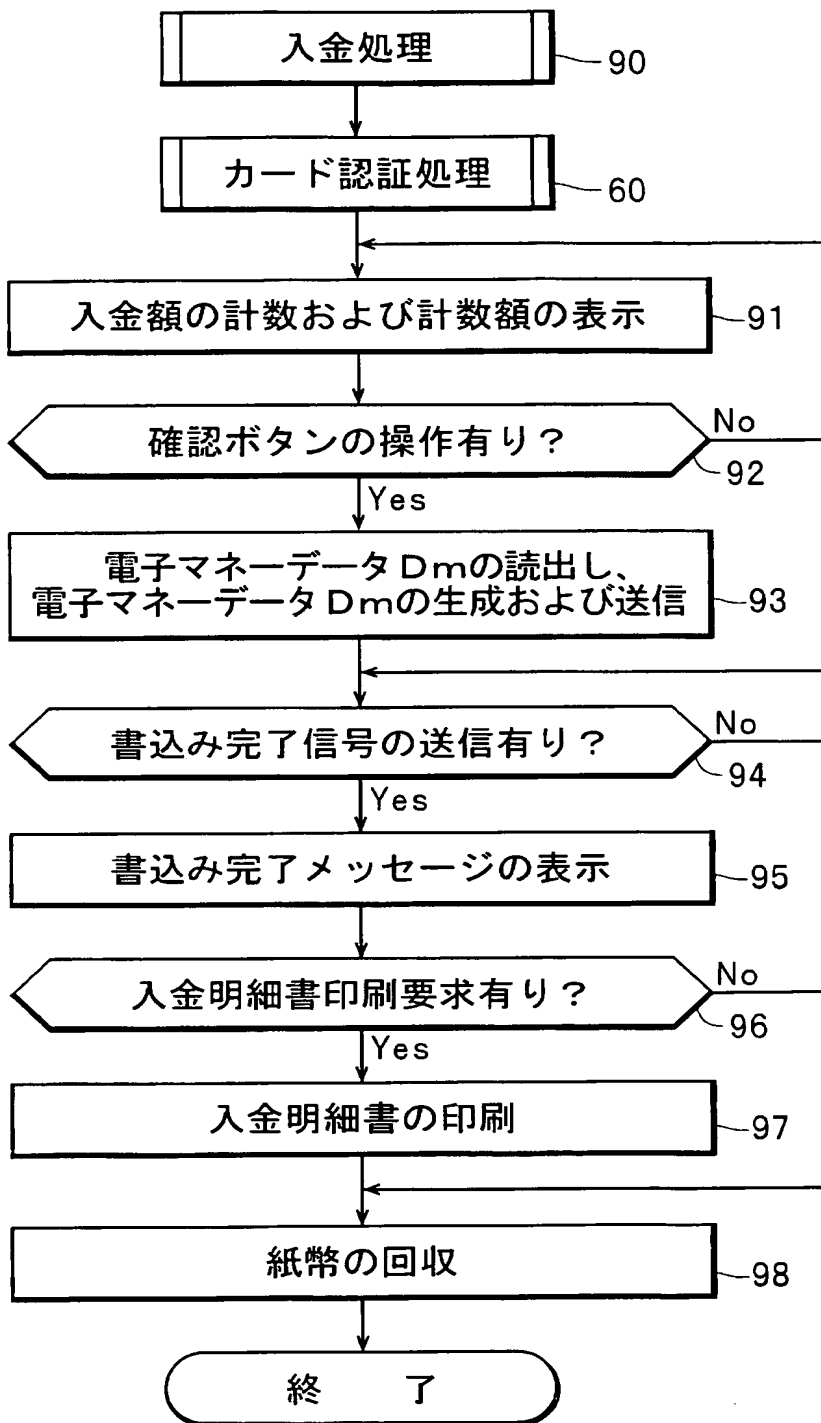 入金処理
90
カード認証処理
60
入金額の計数および計数額の表示
91
確認ボタンの操作有り？
No
92
Yes
電子マネーデータDmの読出し、
電子マネーデータDmの生成および送信
93
書込み完了信号の送信有り？
No
94
Yes
書込み完了メッセージの表示
95
入金明細書印刷要求有り？
No
96
Yes
入金明細書の印刷
97
紙幣の回収
98
終　了